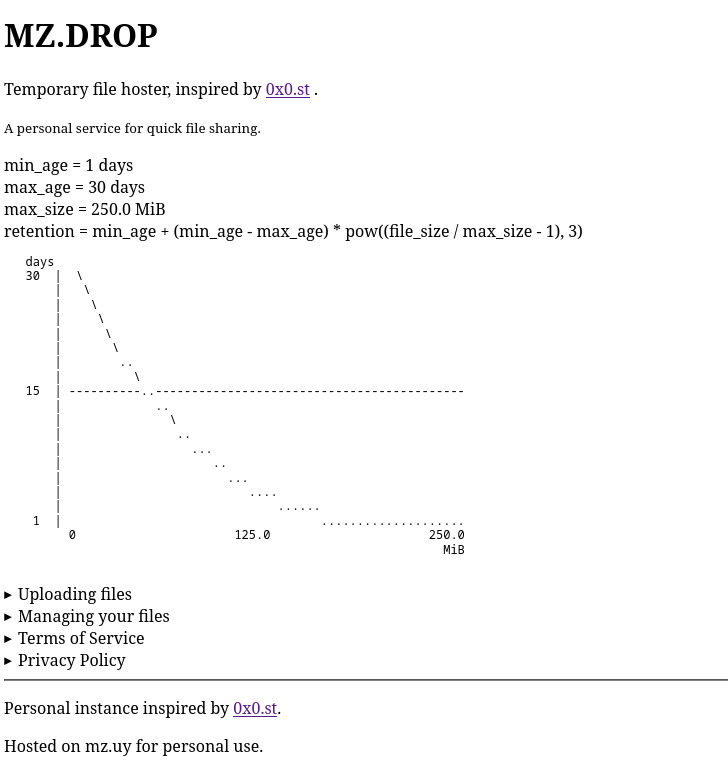 MZ.DROP
Temporary file hoster, inspired by 0x0.st .
A personal service for quick file sharing.
min_age = 1 days
max_age = 30 days
max_size = 250.0 MiB
retention = min_age + (min_age - max_age) * pow((file_size / max_size - 1), 3)
days
30
15
1
0 125.0 250.0
MiB
▸ Uploading files
▸ Managing your files
▸ Terms of Service
▸ Privacy Policy
Personal instance inspired by 0x0.st.
Hosted on mz.uy for personal use.